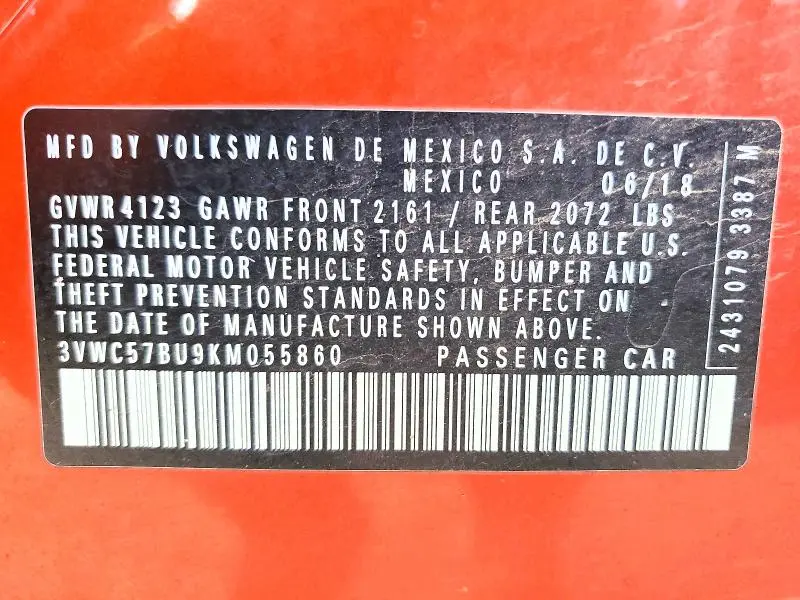 MFD BY VOLKSWAGEN DE MEXICO S.A. DE C.V.
MEXICO 06/18
GVWR 4123 GAWR FRONT 2161 / REAR 2072 LBS
THIS VEHICLE CONFORMS TO ALL APPLICABLE U.S.
FEDERAL MOTOR VEHICLE SAFETY, BUMPER AND
THEFT PREVENTION STANDARDS IN EFFECT ON
THE DATE OF MANUFACTURE SHOWN ABOVE.
3VWC57BU9KM055860 PASSENGER CAR
2431079 3387 M